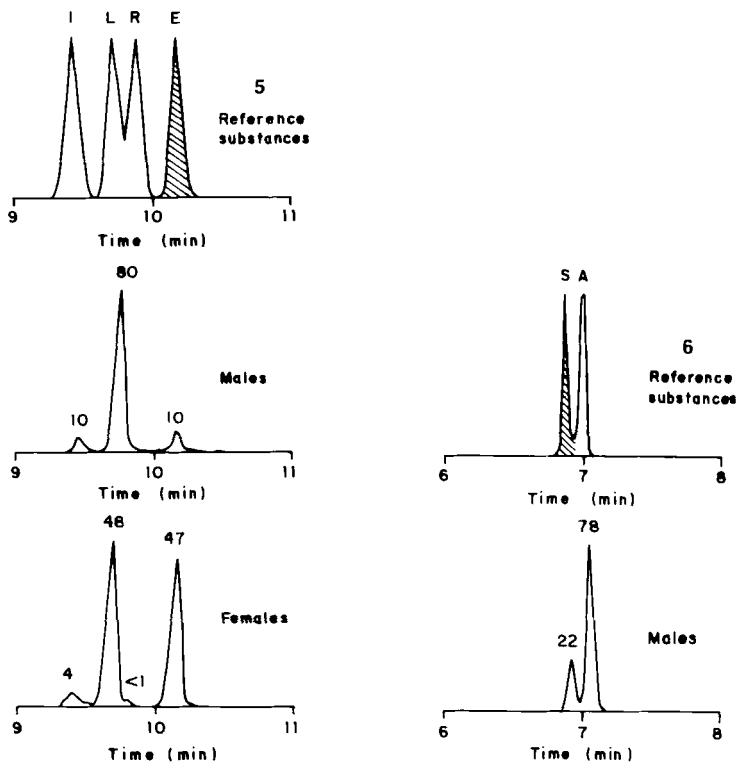 I L R E
5
Reference
substances
9 10 11
Time (min)
80
Males
10 10
9 10 11
Time (min)
48 47
Females
4 <1
9 10 11
Time (min)
S A
6
Reference
substances
6 7 8
Time (min)
78
22
Males
6 7 8
Time (min)